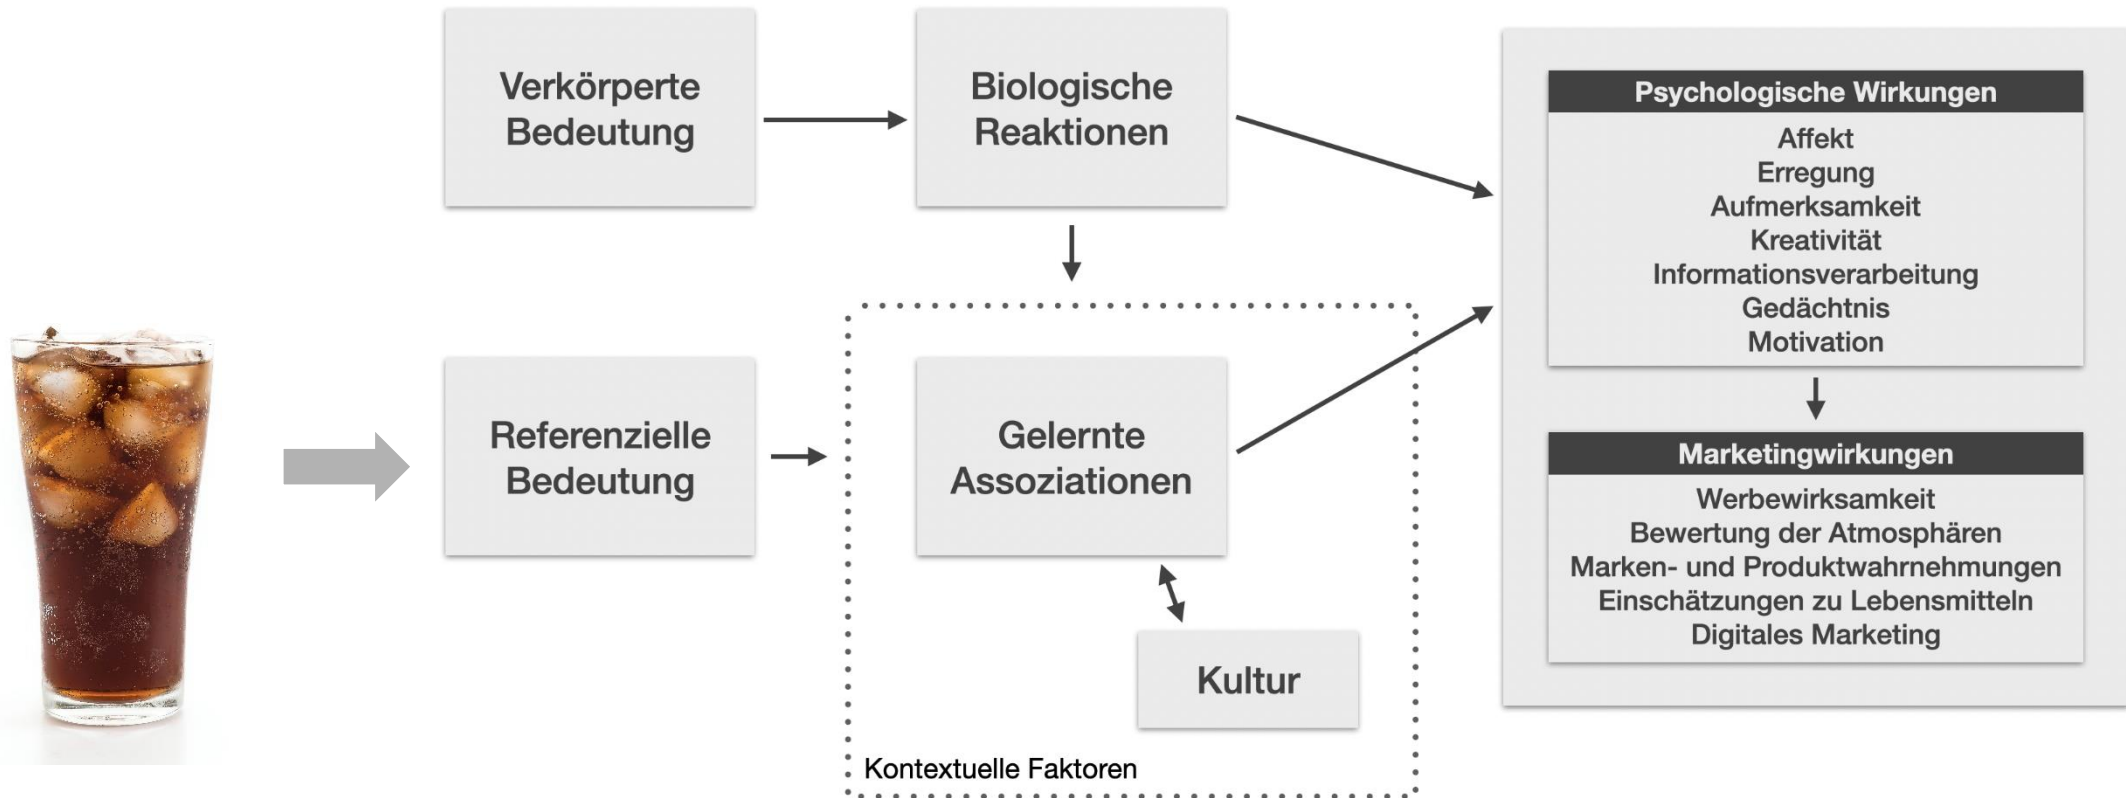 Verkörperte
Bedeutung
Biologische
Reaktionen
Referenzielle
Bedeutung
Gelernte
Assoziationen
Kultur
Kontextuelle Faktoren
Psychologische Wirkungen
Affekt
Erregung
Aufmerksamkeit
Kreativität
Informationsverarbeitung
Gedächtnis
Motivation
Marketingwirkungen
Werbewirksamkeit
Bewertung der Atmosphären
Marken- und Produktwahrnehmungen
Einschätzungen zu Lebensmitteln
Digitales Marketing